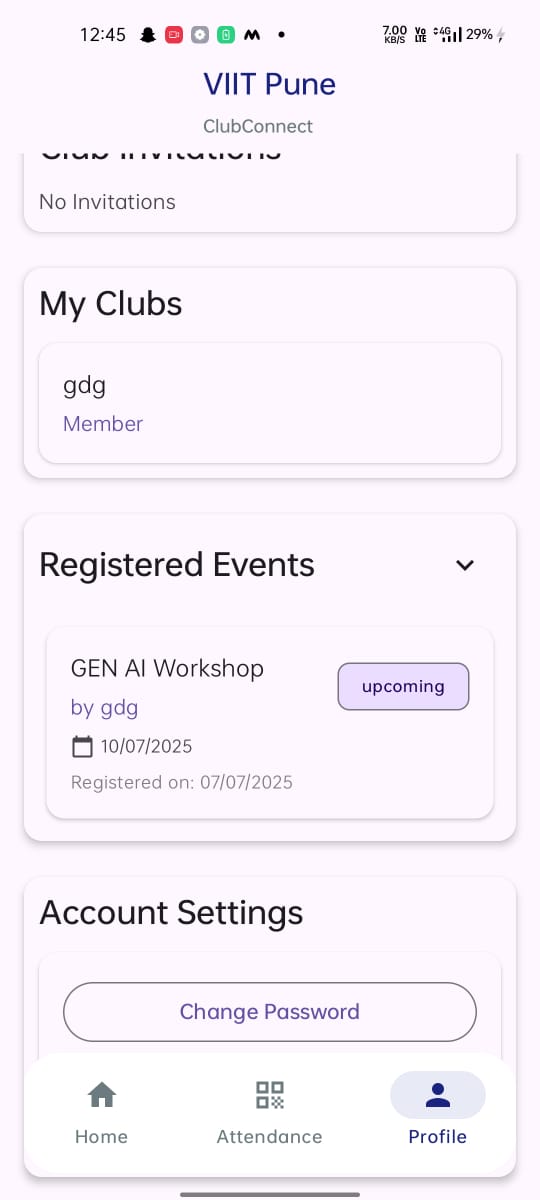 12:45
7.00 KB/S Vo LTE 4G 29%
VIIT Pune
ClubConnect
Club Invitations
No Invitations
My Clubs
gdg
Member
Registered Events
GEN AI Workshop
upcoming
by gdg
10/07/2025
Registered on: 07/07/2025
Account Settings
Change Password
Home
Attendance
Profile